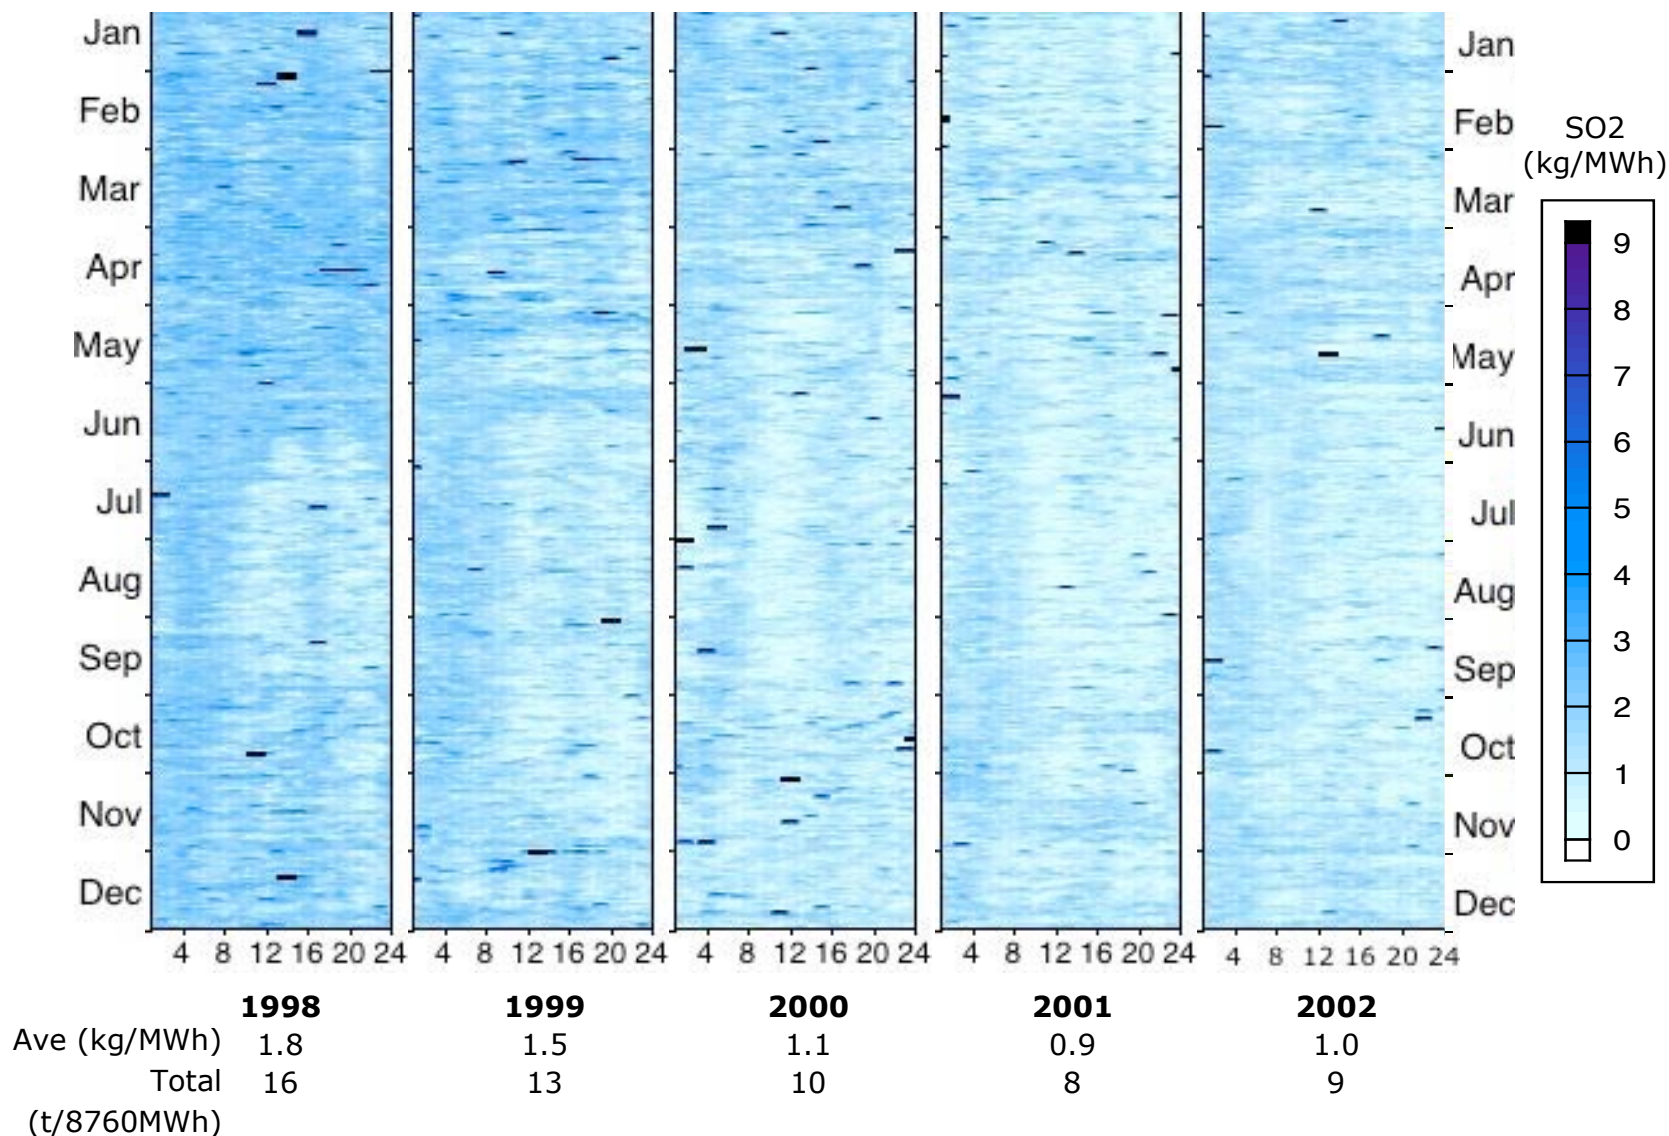 Jan
Feb
Mar
Apr
May
Jun
Jul
Aug
Sep
Oct
Nov
Dec
4 8 12 16 20 24
4 8 12 16 20 24
4 8 12 16 20 24
4 8 12 16 20 24
4 8 12 16 20 24
Jan
Feb
Mar
Apr
May
Jun
Jul
Aug
Sep
Oct
Nov
Dec
SO2
(kg/MWh)
9
8
7
6
5
4
3
2
1
0
1998 1999 2000 2001 2002
Ave (kg/MWh) 1.8 1.5 1.1 0.9 1.0
Total 16 13 10 8 9
(t/8760MWh)